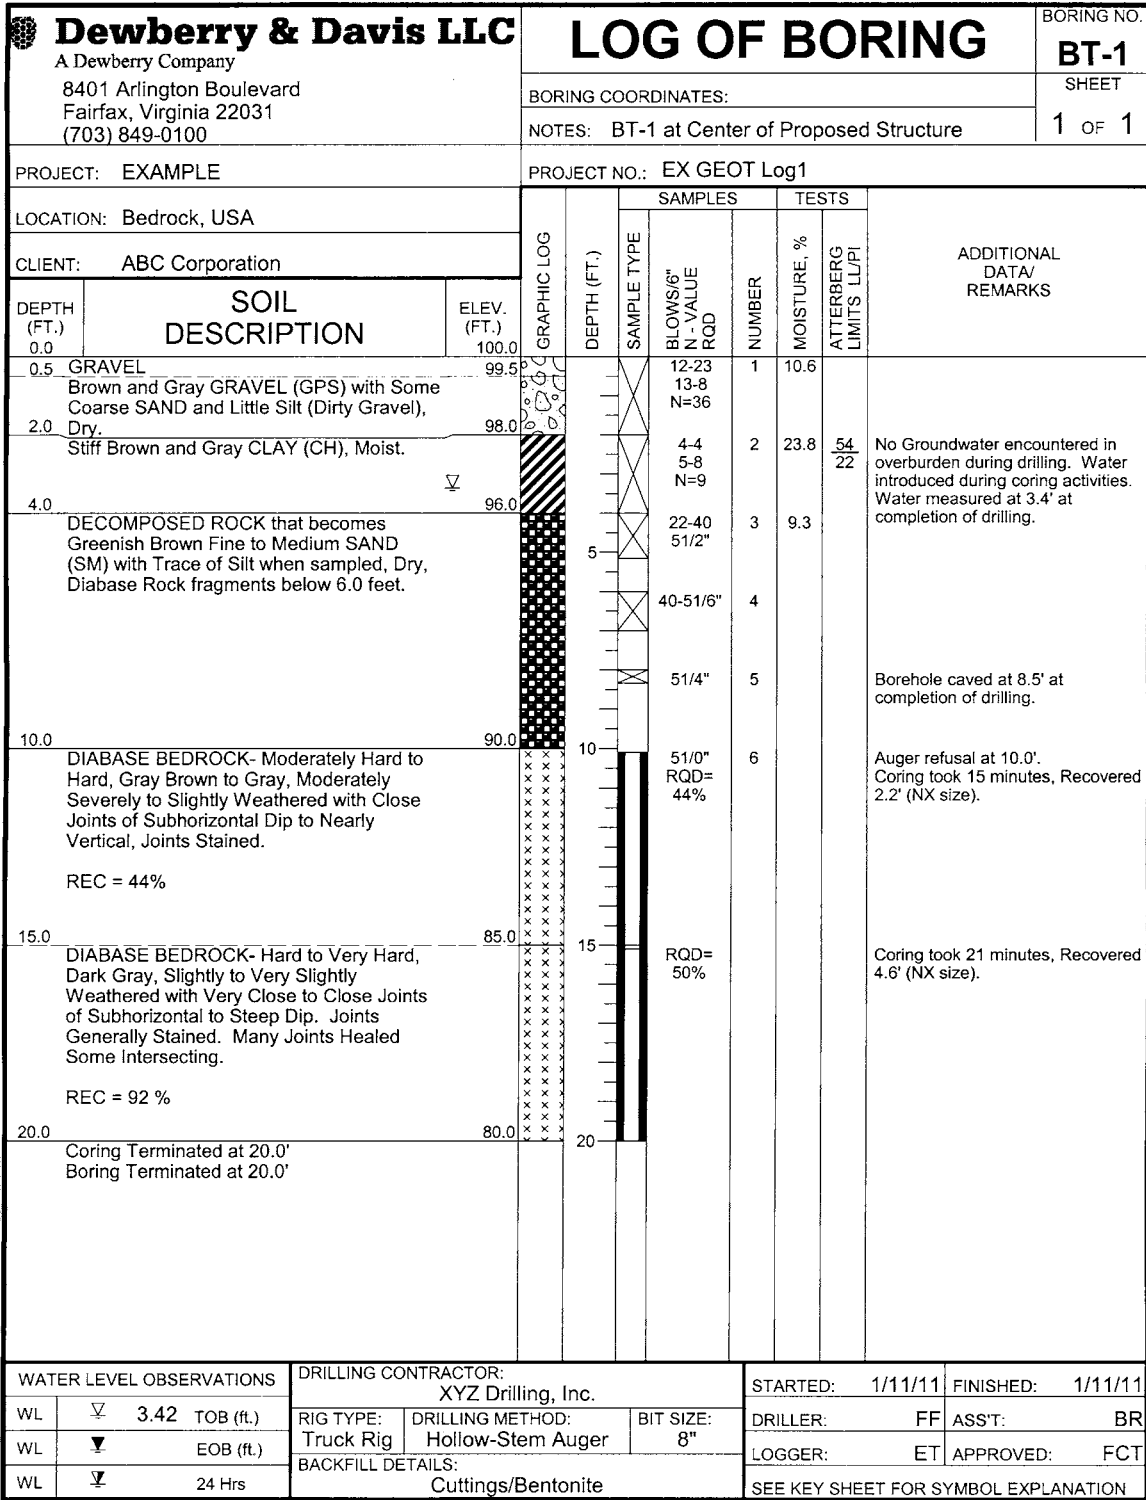 Dewberry & Davis LLC
A Dewberry Company
8401 Arlington Boulevard
Fairfax, Virginia 22031
(703) 849-0100
LOG OF BORING
BORING NO.
BT-1
SHEET
1 OF 1
BORING COORDINATES:
NOTES: BT-1 at Center of Proposed Structure
PROJECT: EXAMPLE
PROJECT NO.: EX GEOT Log1
LOCATION: Bedrock, USA
CLIENT: ABC Corporation
DEPTH (FT.)
0.0
SOIL DESCRIPTION
ELEV. (FT.)
100.0
GRAPHIC LOG
DEPTH (FT.)
SAMPLES
SAMPLE TYPE
BLOWS/6"
N - VALUE
RQD
NUMBER
TESTS
MOISTURE, %
ATTERBERG
LIMITS LL/PI
ADDITIONAL
DATA/
REMARKS
0.5 GRAVEL 99.5
Brown and Gray GRAVEL (GPS) with Some
Coarse SAND and Little Silt (Dirty Gravel),
2.0 Dry. 98.0
12-23 1 10.6
13-8
N=36
Stiff Brown and Gray CLAY (CH), Moist.
4.0 96.0
4-4 2 23.8 54
5-8 22
N=9
No Groundwater encountered in
overburden during drilling. Water
introduced during coring activities.
Water measured at 3.4' at
completion of drilling.
DECOMPOSED ROCK that becomes
Greenish Brown Fine to Medium SAND
(SM) with Trace of Silt when sampled, Dry,
Diabase Rock fragments below 6.0 feet.
5
22-40 3 9.3
51/2"
40-51/6" 4
51/4" 5
Borehole caved at 8.5' at
completion of drilling.
10.0 90.0 10
DIABASE BEDROCK- Moderately Hard to
Hard, Gray Brown to Gray, Moderately
Severely to Slightly Weathered with Close
Joints of Subhorizontal Dip to Nearly
Vertical, Joints Stained.
REC = 44%
51/0" 6
RQD=
44%
Auger refusal at 10.0'.
Coring took 15 minutes, Recovered
2.2' (NX size).
15.0 85.0 15
DIABASE BEDROCK- Hard to Very Hard,
Dark Gray, Slightly to Very Slightly
Weathered with Very Close to Close Joints
of Subhorizontal to Steep Dip. Joints
Generally Stained. Many Joints Healed
Some Intersecting.
REC = 92 %
RQD=
50%
Coring took 21 minutes, Recovered
4.6' (NX size).
20.0 80.0 20
Coring Terminated at 20.0'
Boring Terminated at 20.0'
WATER LEVEL OBSERVATIONS
WL 3.42 TOB (ft.)
WL EOB (ft.)
WL 24 Hrs
DRILLING CONTRACTOR:
XYZ Drilling, Inc.
RIG TYPE:
Truck Rig
DRILLING METHOD:
Hollow-Stem Auger
BIT SIZE:
8"
BACKFILL DETAILS:
Cuttings/Bentonite
STARTED: 1/11/11 FINISHED: 1/11/11
DRILLER: FF ASS'T: BR
LOGGER: ET APPROVED: FCT
SEE KEY SHEET FOR SYMBOL EXPLANATION